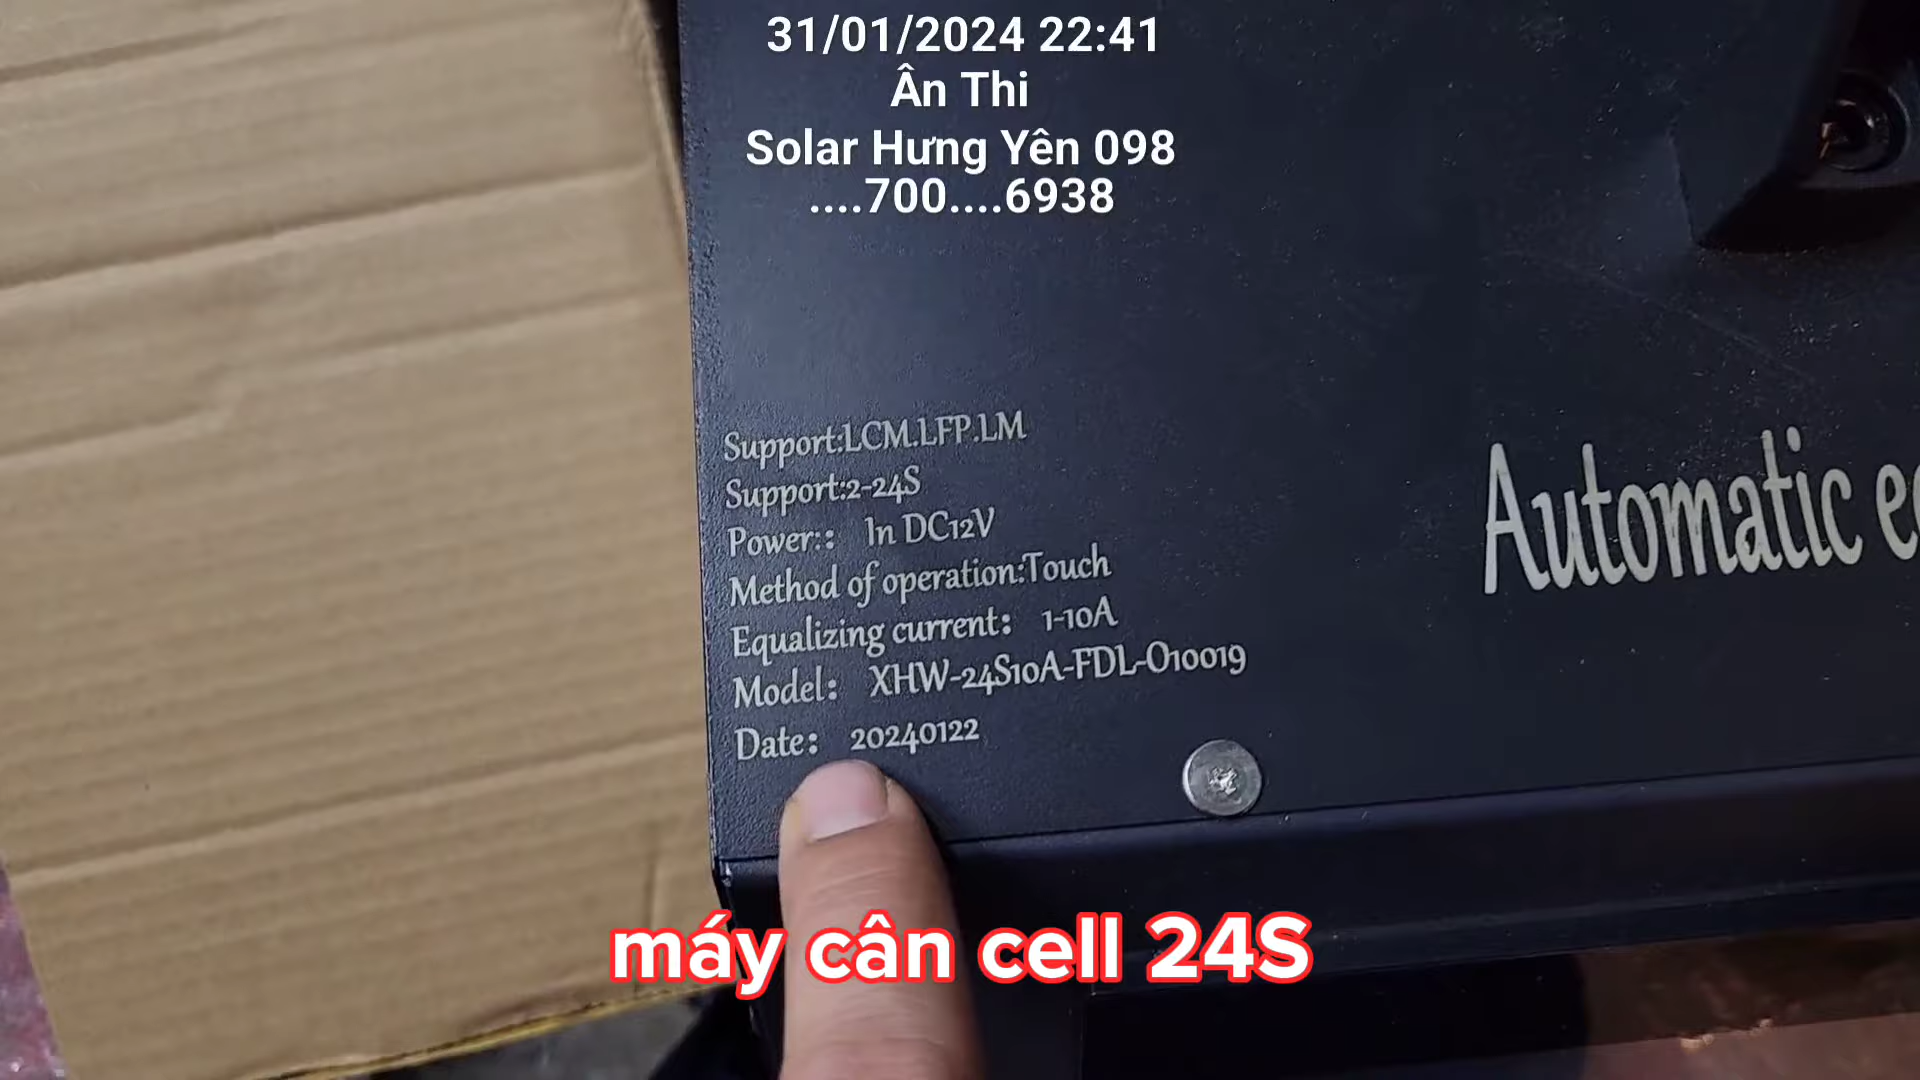 31/01/2024 22:41
Ân Thi
Solar Hưng Yên 098
....700....6938
Support:LCM.LFP.LM
Support:2-24S
Power:: In DC12V
Method of operation:Touch
Equalizing current: 1-10A
Model: XHW-24S10A-FDL-O10019
Date: 20240122
Automatic
máy cân cell 24S